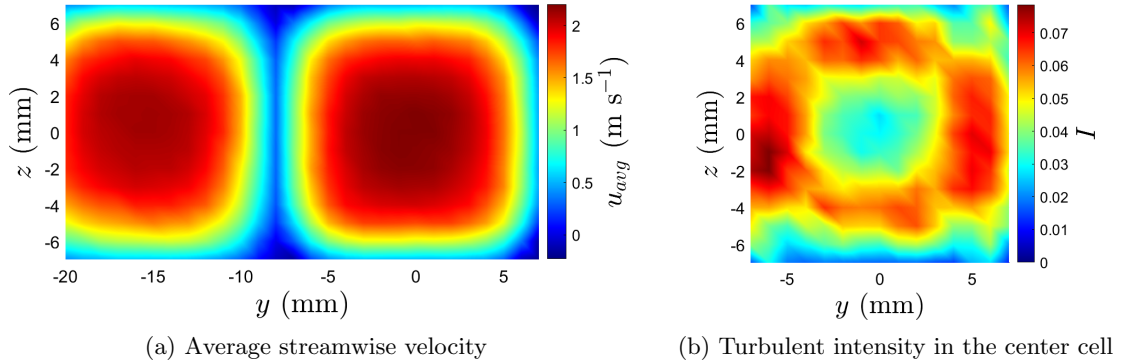 6
4
2
0
-2
-4
-6
z (mm)
-20 -15 -10 -5 0 5
y (mm)
2
1.5
1
0.5
0
u_{avg} (m s^{-1})
(a) Average streamwise velocity
6
4
2
0
-2
-4
-6
z (mm)
-5 0 5
y (mm)
0.07
0.06
0.05
0.04
0.03
0.02
0.01
0
I
(b) Turbulent intensity in the center cell